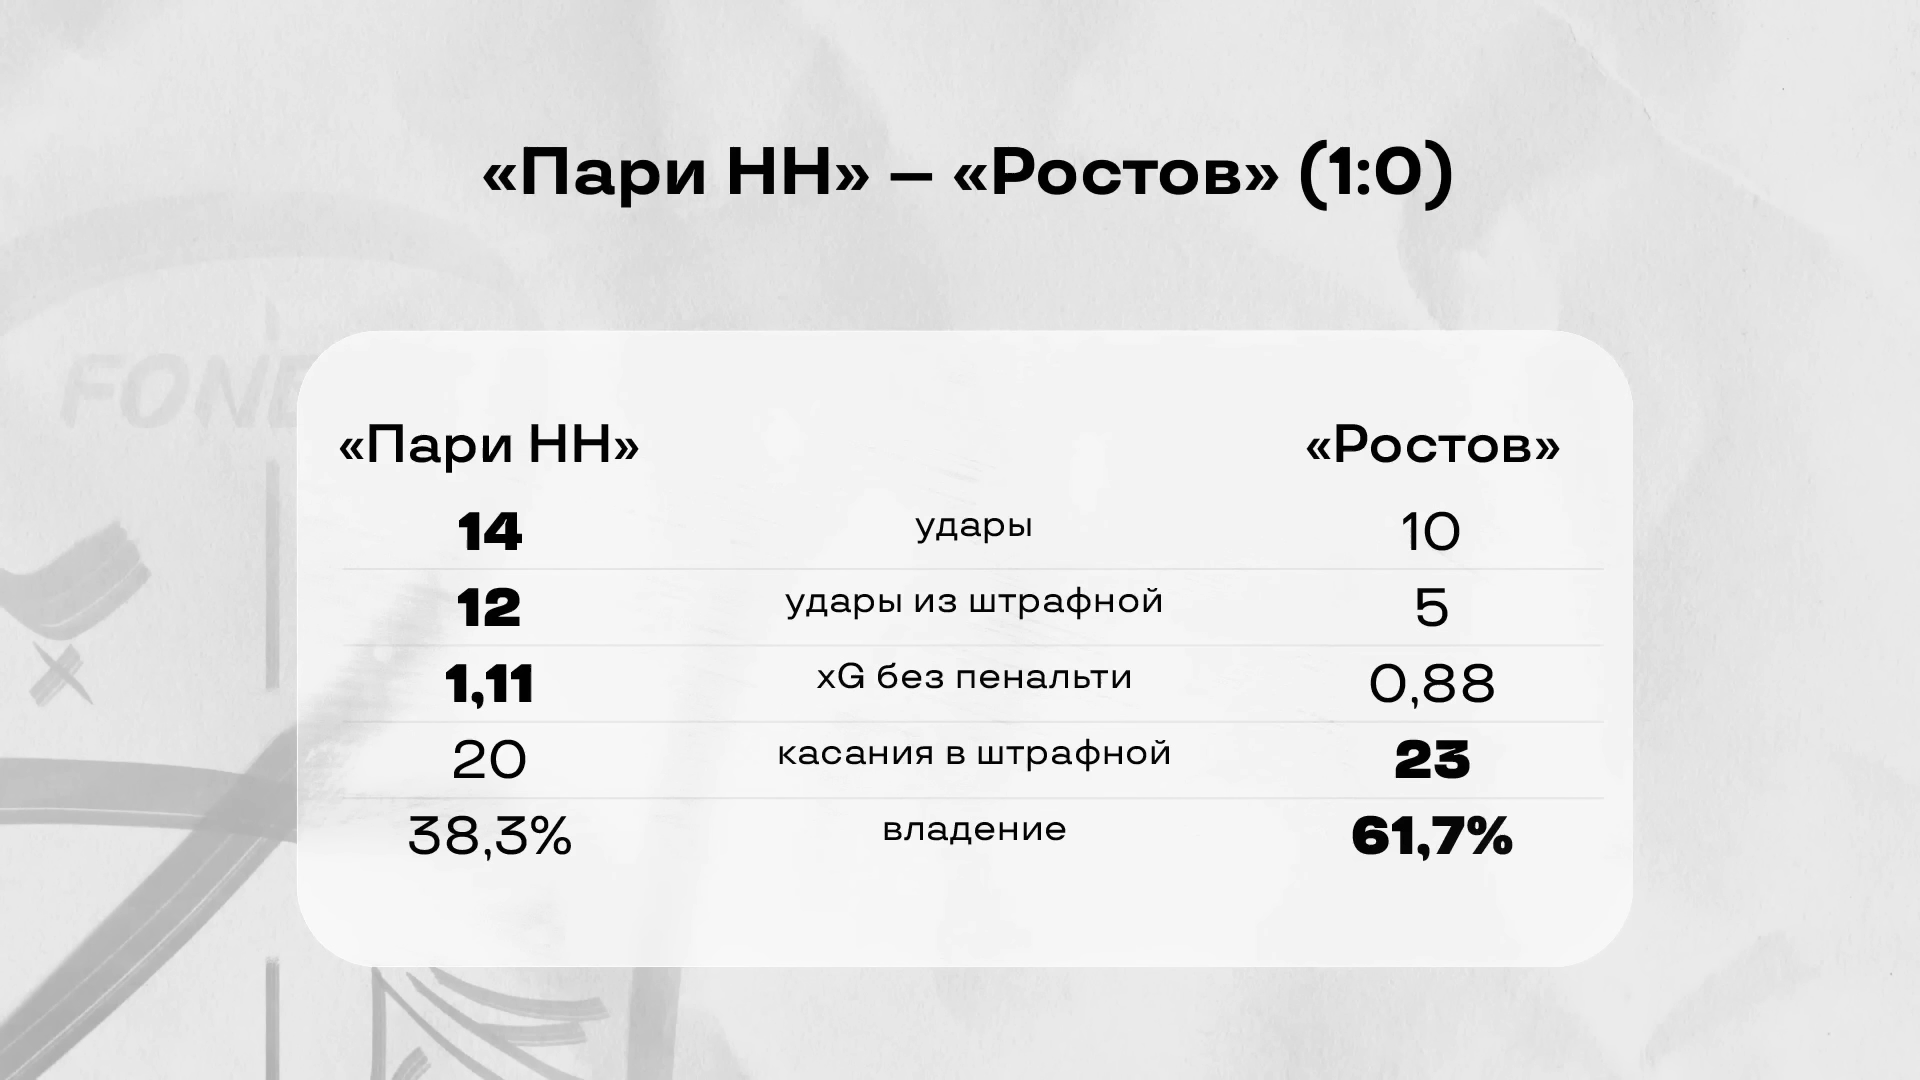 «Пари НН» – «Ростов» (1:0)
FOND
«Пари НН» «Ростов»
14 удары 10
12 удары из штрафной 5
1,11 xG без пенальти 0,88
20 касания в штрафной 23
38,3% владение 61,7%